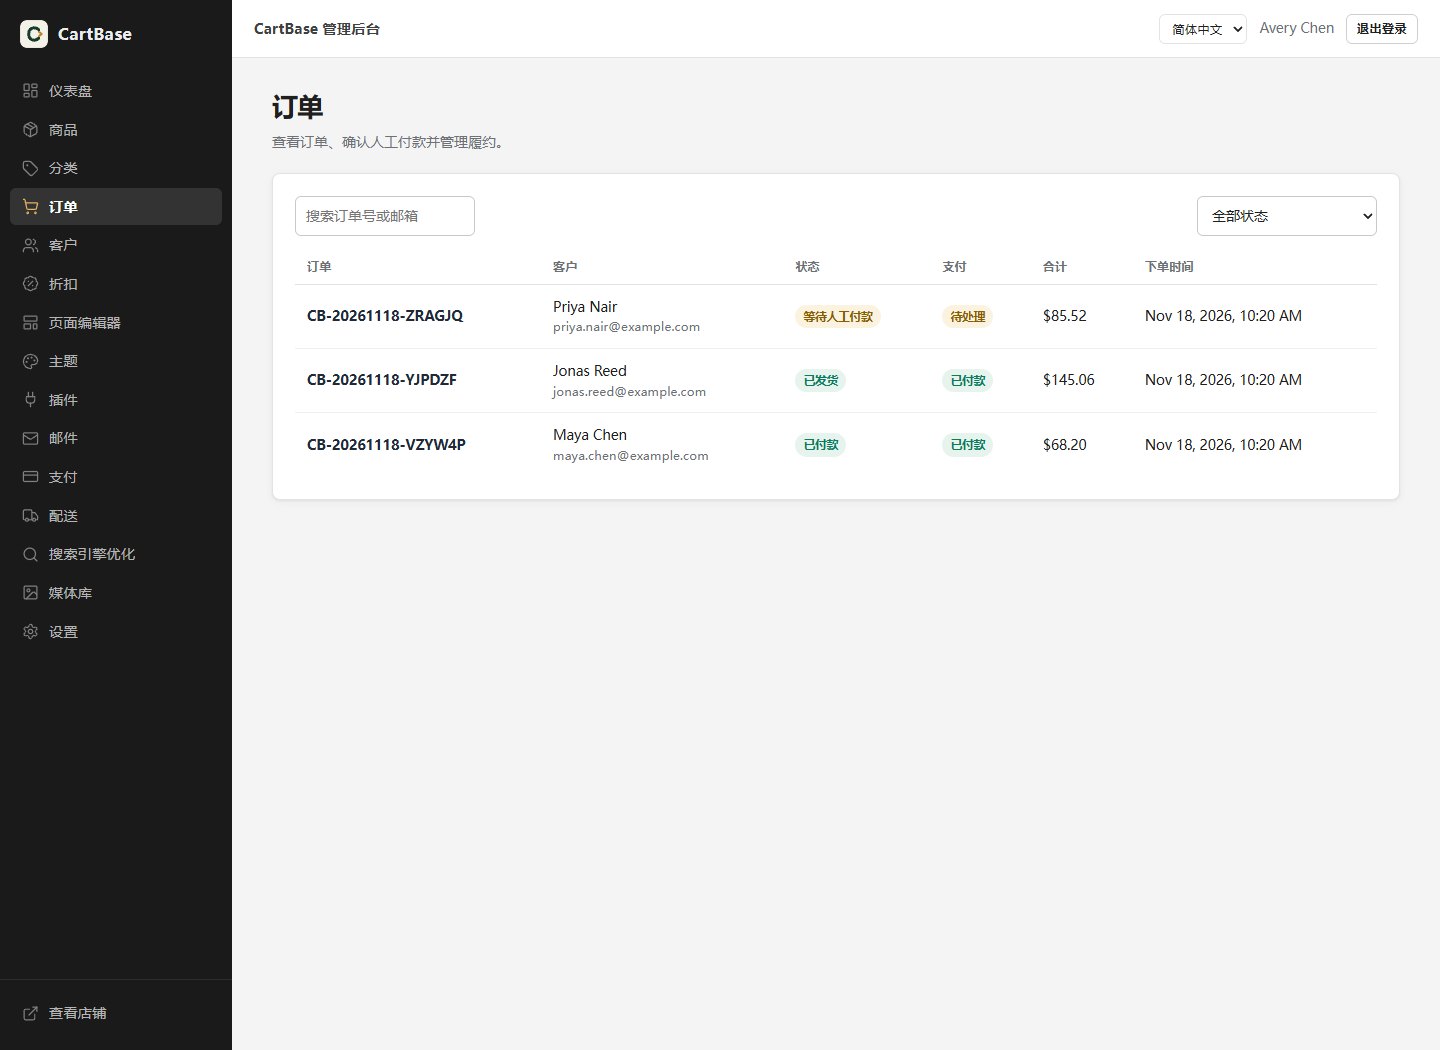 CartBase
仪表盘
商品
分类
订单
客户
折扣
页面编辑器
主题
插件
邮件
支付
配送
搜索引擎优化
媒体库
设置
查看店铺
CartBase 管理后台
简体中文
Avery Chen
退出登录
订单
查看订单、确认人工付款并管理履约。
搜索订单号或邮箱
全部状态
订单 客户 状态 支付 合计 下单时间
CB-20261118-ZRAGJQ Priya Nair 等待人工付款 待处理 $85.52 Nov 18, 2026, 10:20 AM
priya.nair@example.com
CB-20261118-YJPDZF Jonas Reed 已发货 已付款 $145.06 Nov 18, 2026, 10:20 AM
jonas.reed@example.com
CB-20261118-VZYW4P Maya Chen 已付款 已付款 $68.20 Nov 18, 2026, 10:20 AM
maya.chen@example.com